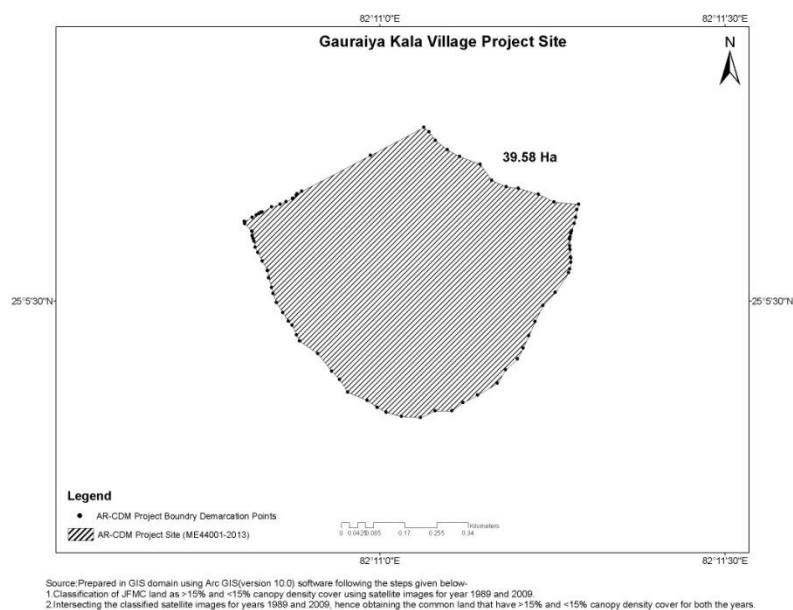 82°11'0"E 82°11'30"E
Gauraiya Kala Village Project Site
N
39.58 Ha
25°5'30"N 25°5'30"N
Legend
AR-CDM Project Boundry Demarcation Points
AR-CDM Project Site (ME44001-2013)
Kilometers
0 0.0425 0.085 0.17 0.255 0.34
82°11'0"E 82°11'30"E
Source:Prepared in GIS domain using Arc GIS(version 10.0) software following the steps given below-
1.Classification of JFMC land as >15% and <15% canopy density cover using satellite images for year 1989 and 2009.
2.Intersecting the classified satellite images for years 1989 and 2009, hence obtaining the common land that have >15% and <15% canopy density cover for both the years.